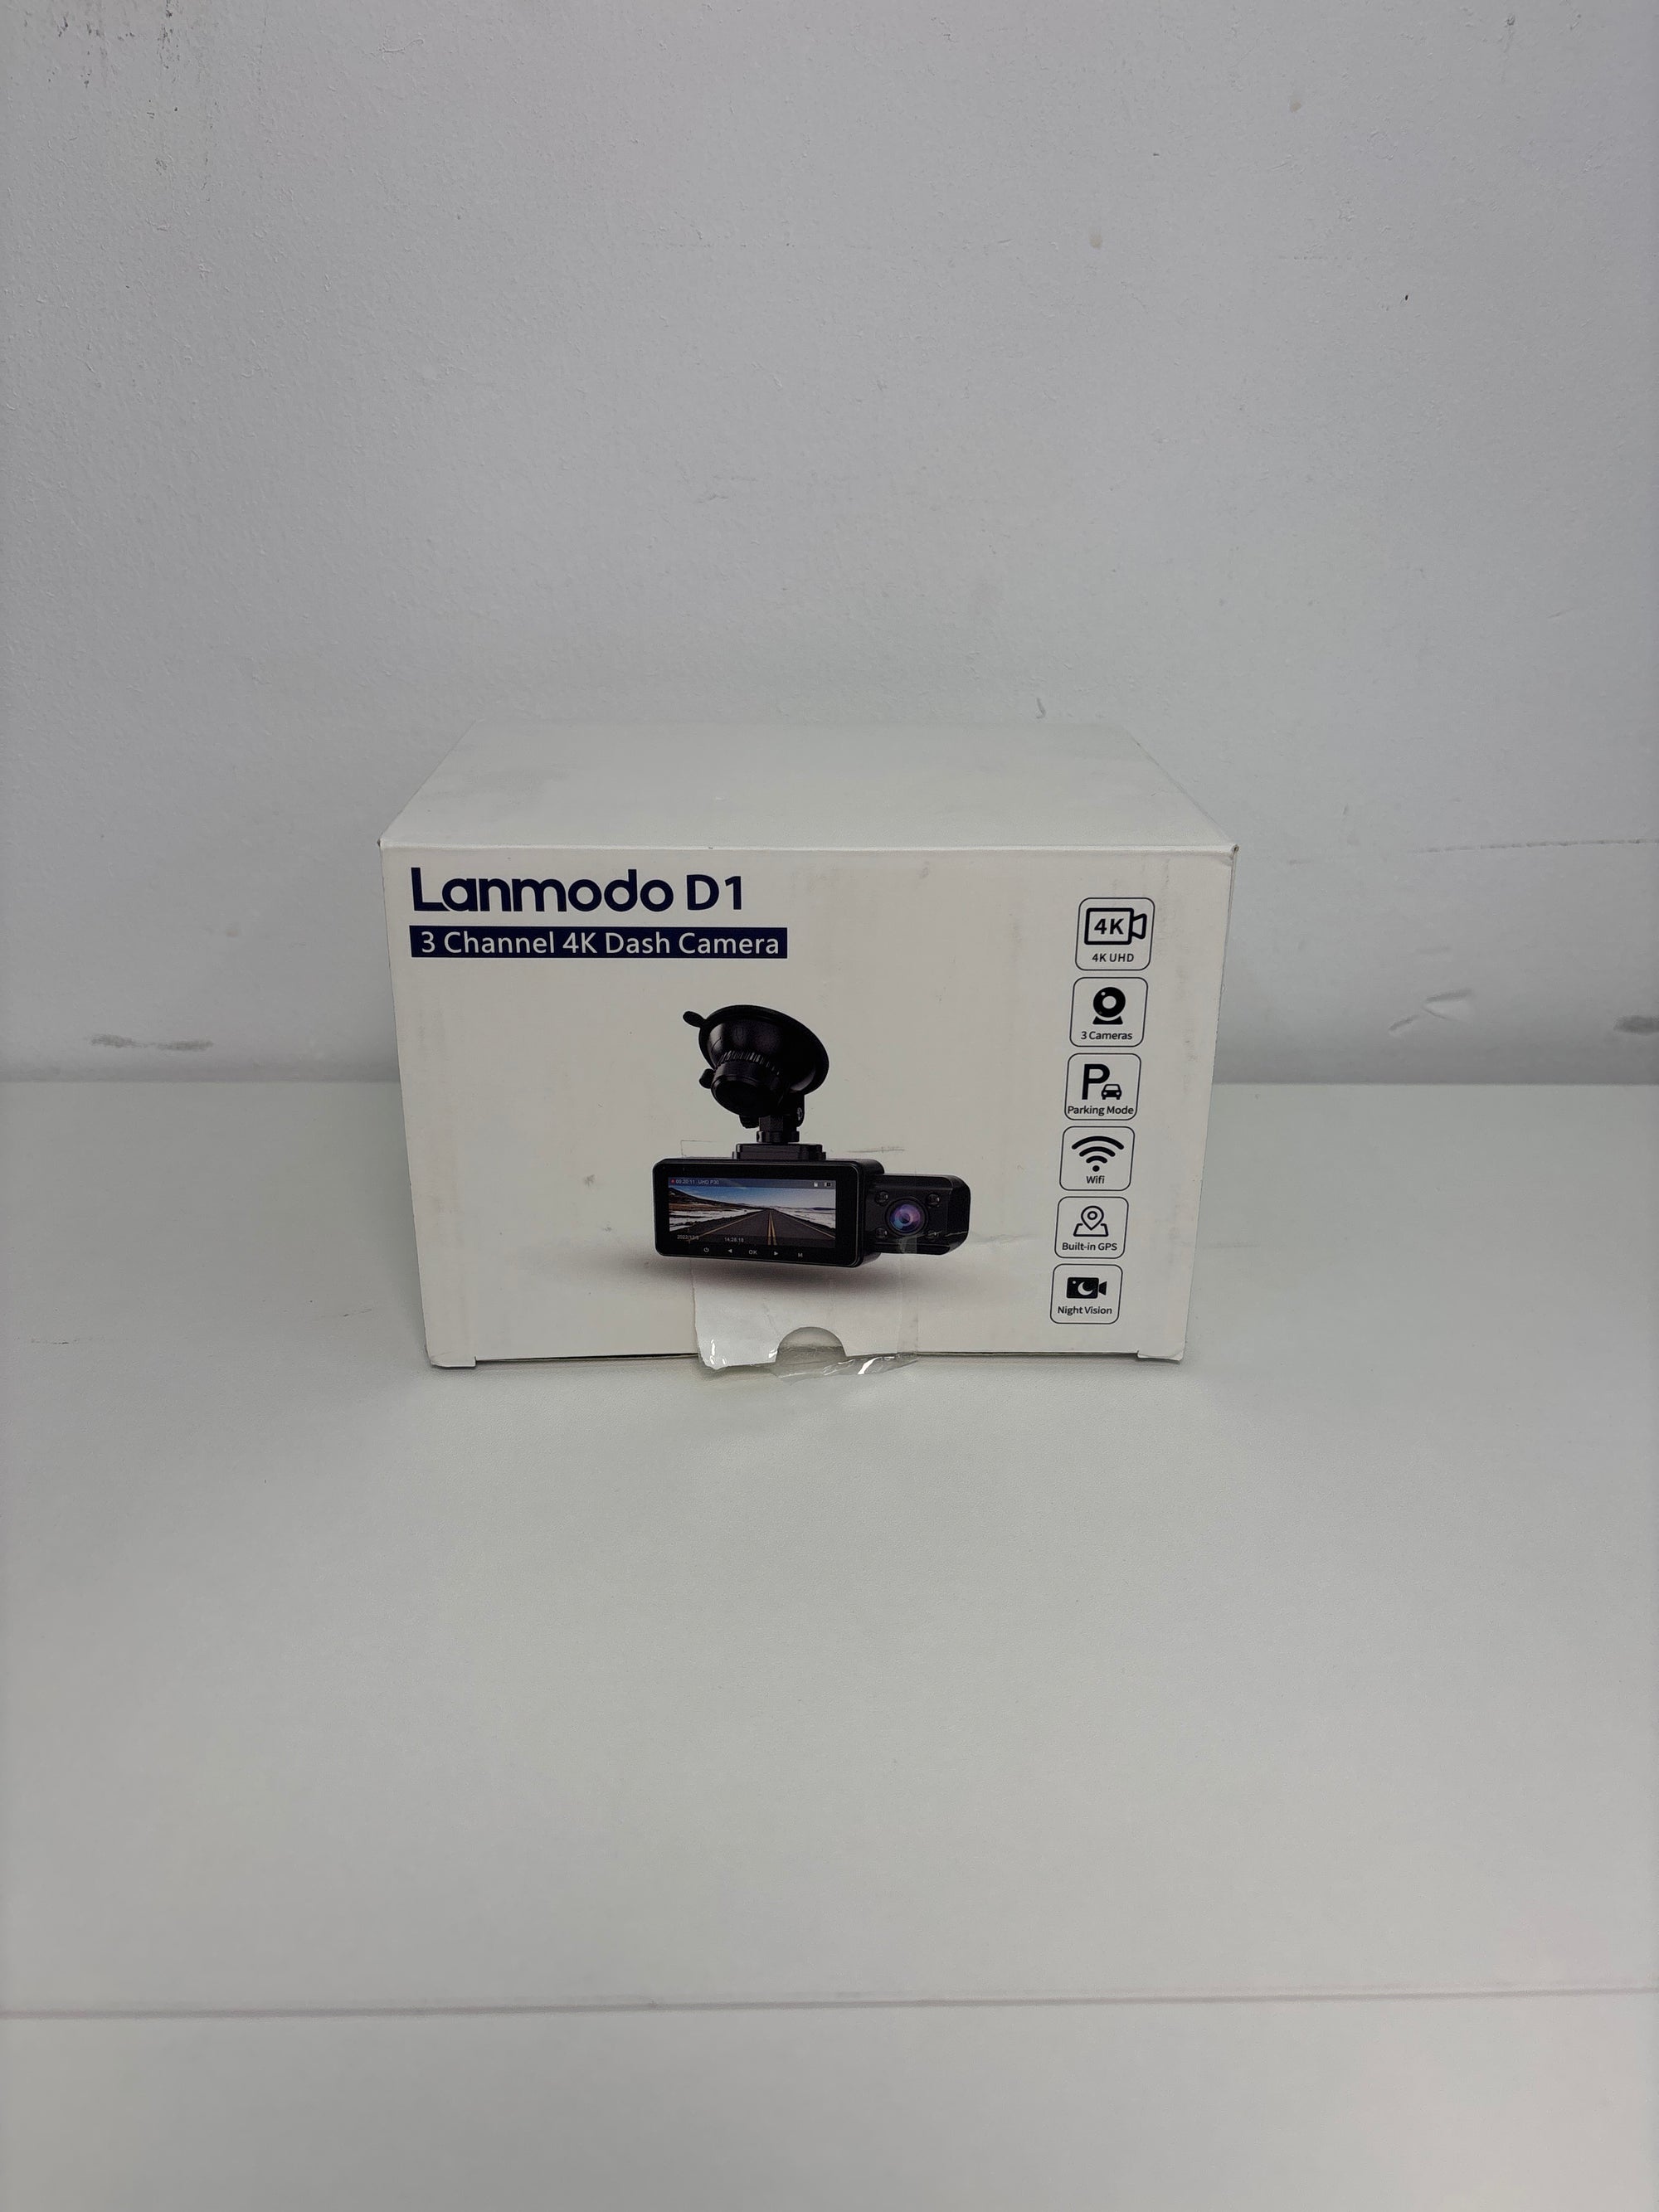 Lanmodo D1
3 Channel 4K Dash Camera
4K
4K UHD
3 Cameras
P
Parking Mode
Wifi
Built-in GPS
Night Vision
OK